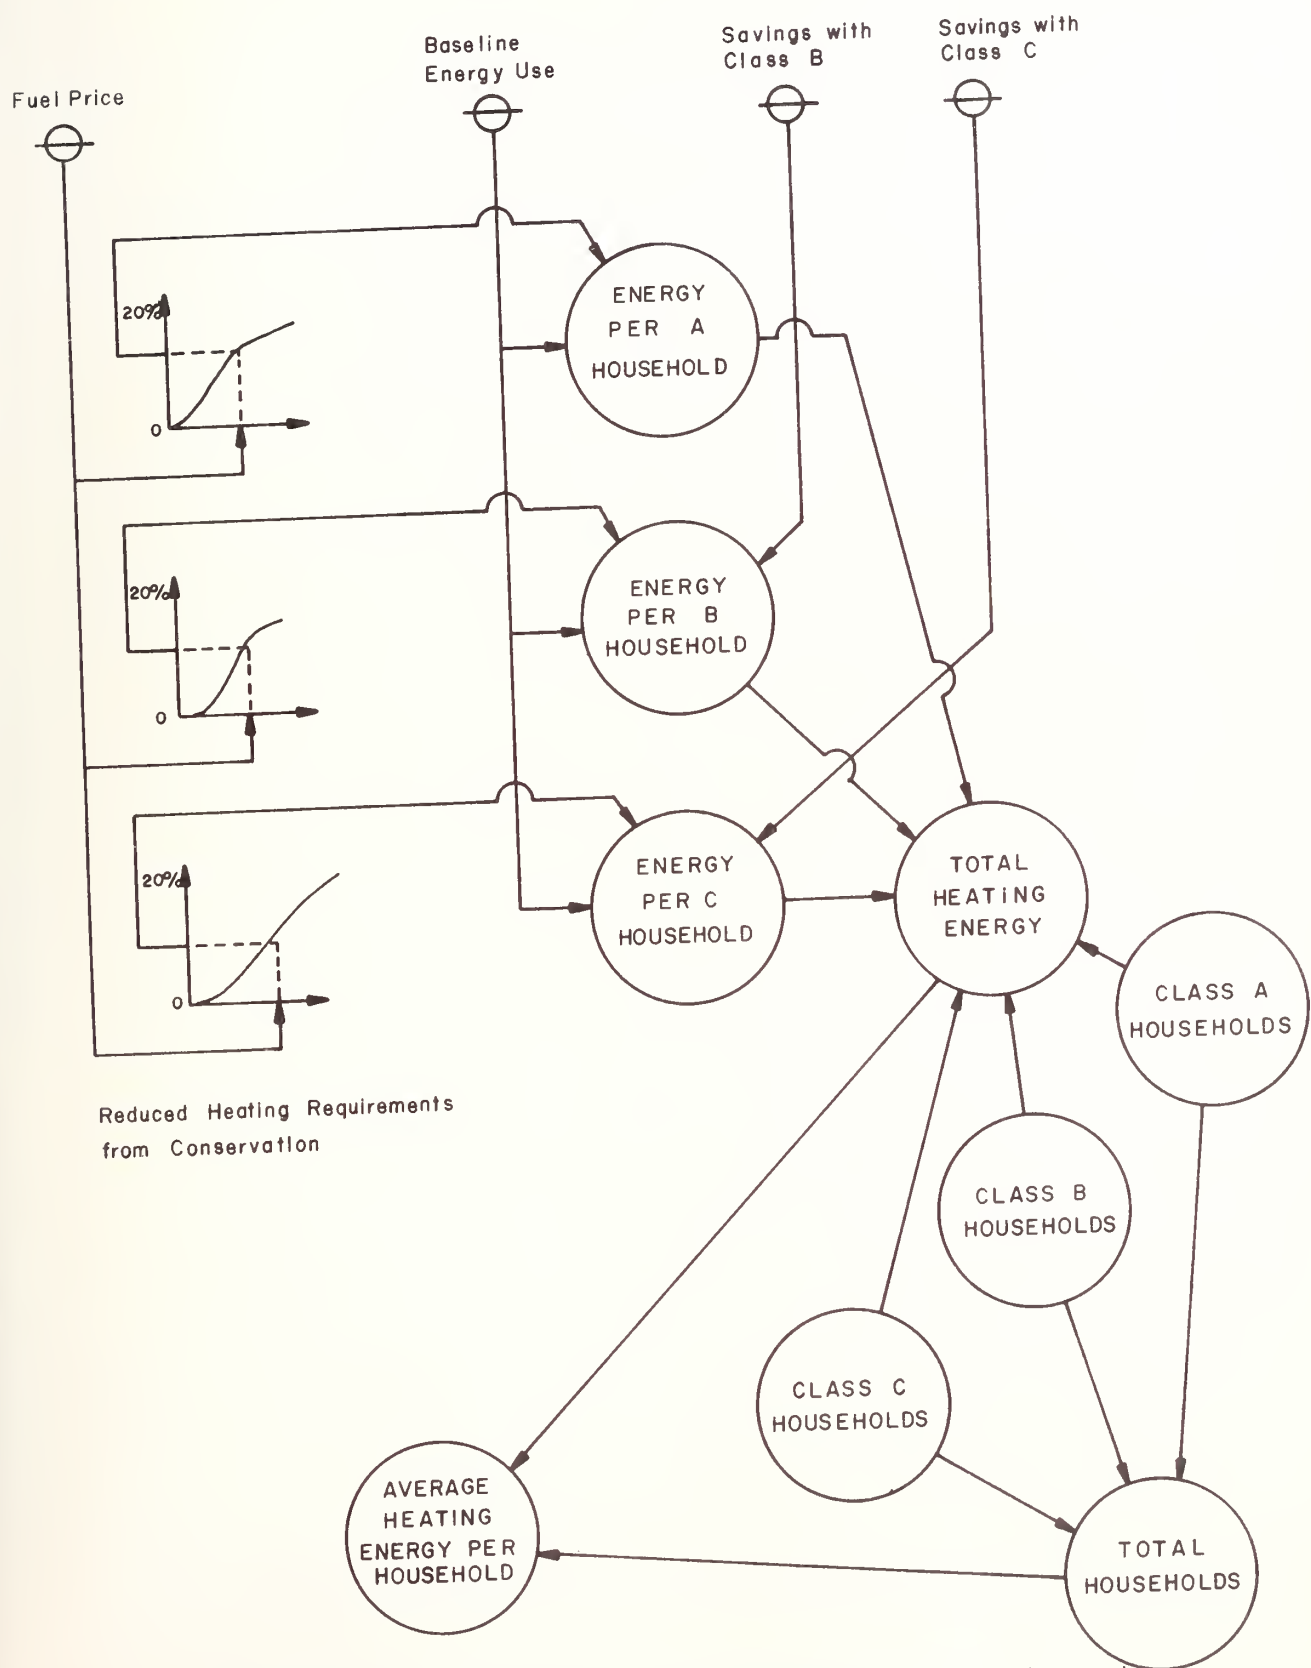 Fuel Price
Baseline
Energy Use
Savings with
Class B
Savings with
Class C
20%
0
ENERGY
PER A
HOUSEHOLD
20%
0
ENERGY
PER B
HOUSEHOLD
20%
0
ENERGY
PER C
HOUSEHOLD
TOTAL
HEATING
ENERGY
CLASS A
HOUSEHOLDS
Reduced Heating Requirements
from Conservation
CLASS B
HOUSEHOLDS
CLASS C
HOUSEHOLDS
AVERAGE
HEATING
ENERGY PER
HOUSEHOLD
TOTAL
HOUSEHOLDS